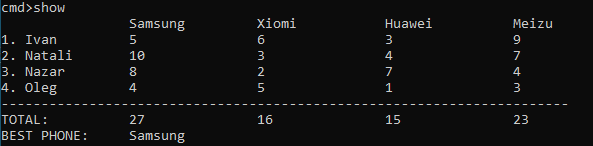 cmd>show
Samsung Xiomi Huawei Meizu
1. Ivan 5 6 3 9
2. Natali 10 3 4 7
3. Nazar 8 2 7 4
4. Oleg 4 5 1 3
---------------------------------------------------------------------
TOTAL: 27 16 15 23
BEST PHONE: Samsung